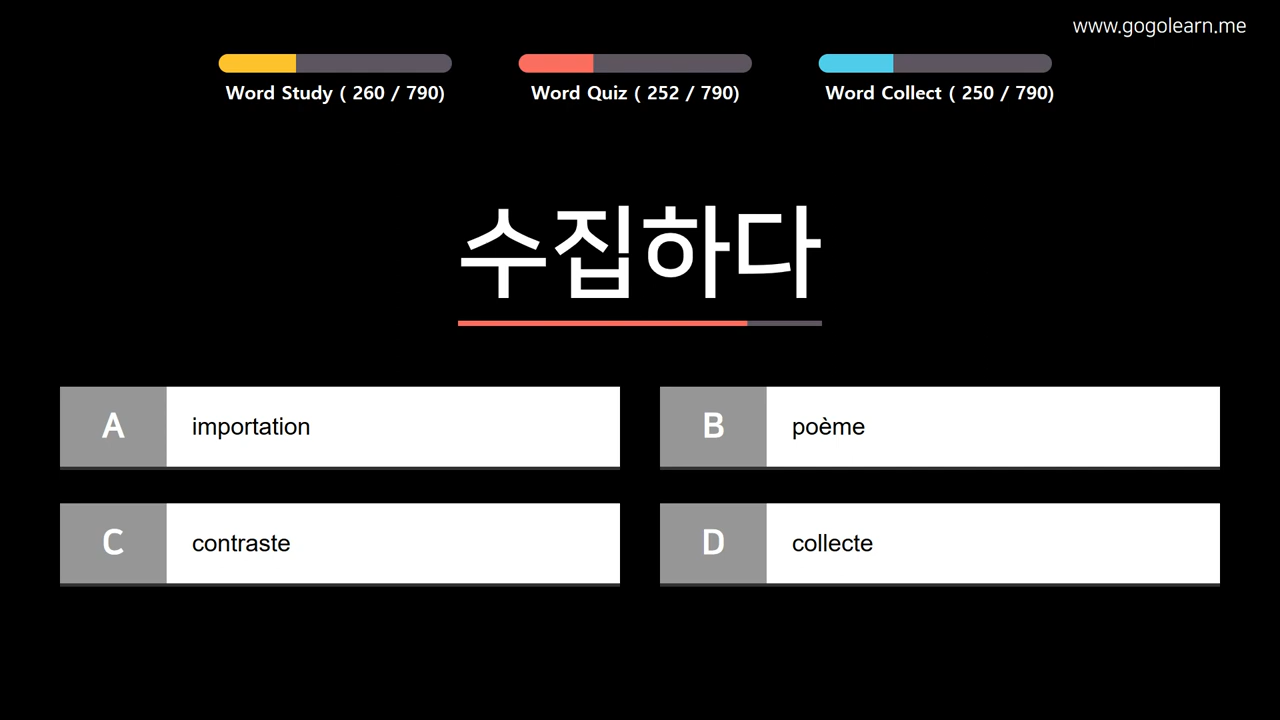 www.gogolearn.me
Word Study ( 260 / 790)
Word Quiz ( 252 / 790)
Word Collect ( 250 / 790)
수집하다
A importation
B poème
C contraste
D collecte